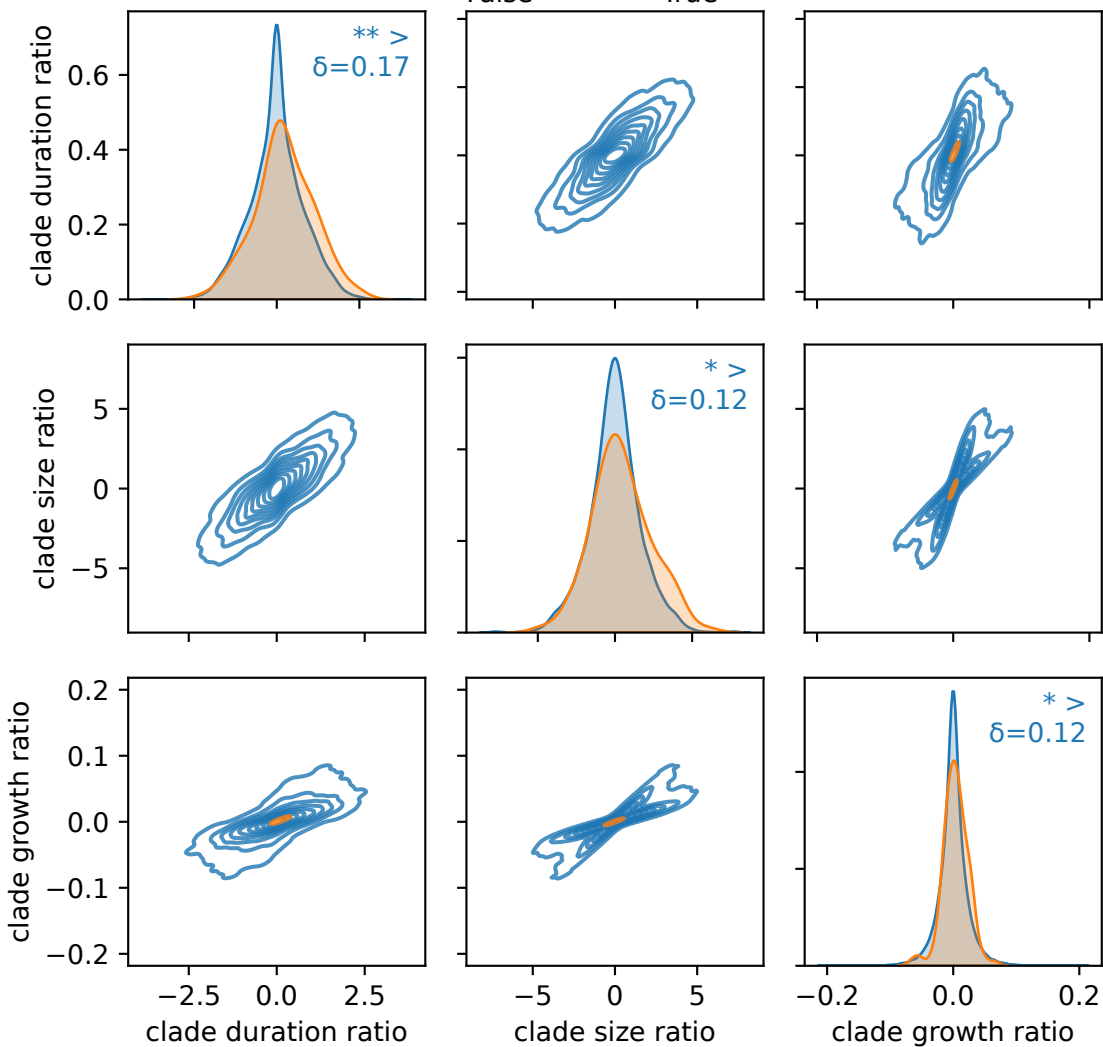 clade duration ratio
0.6
0.4
0.2
0.0
** >
δ=0.17
clade size ratio
5
0
−5
* >
δ=0.12
clade growth ratio
0.2
0.1
0.0
−0.1
−0.2
* >
δ=0.12
−2.5 0.0 2.5
−5 0 5
−0.2 0.0 0.2
clade duration ratio
clade size ratio
clade growth ratio